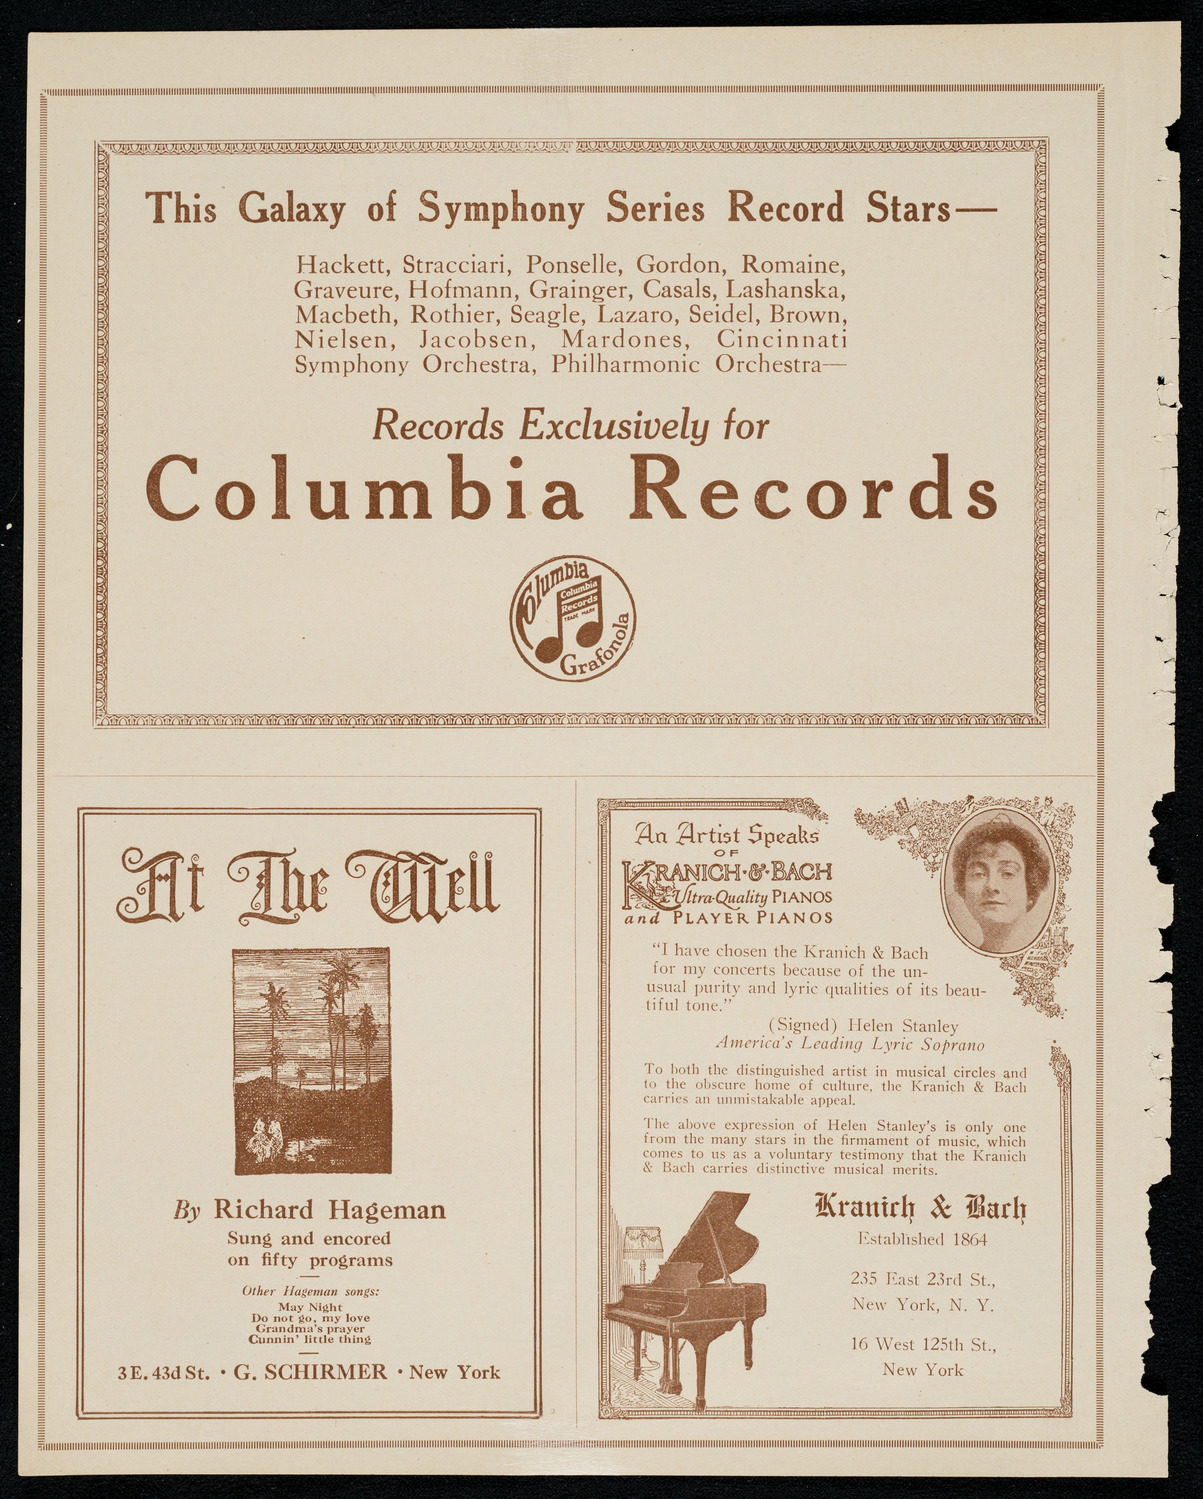 This Galaxy of Symphony Series Record Stars—
Hackett, Stracciari, Ponselle, Gordon, Romaine,
Graveure, Hofmann, Grainger, Casals, Lashanska,
Macbeth, Rothier, Seagle, Lazaro, Seidel, Brown,
Nielsen, Jacobsen, Mardones, Cincinnati
Symphony Orchestra, Philharmonic Orchestra—
Records Exclusively for
Columbia Records
Columbia
Columbia
Records
TRADE MARK
Grafonola
At The Well
By Richard Hageman
Sung and encored
on fifty programs
Other Hageman songs:
May Night
Do not go, my love
Grandma's prayer
Cunnin' little thing
3 E. 43d St. · G. SCHIRMER · New York
An Artist Speaks
OF
KRANICH·&·BACH
Ultra-Quality PIANOS
and PLAYER PIANOS
"I have chosen the Kranich & Bach
for my concerts because of the un-
usual purity and lyric qualities of its beau-
tiful tone."
(Signed) Helen Stanley
America's Leading Lyric Soprano
To both the distinguished artist in musical circles and
to the obscure home of culture, the Kranich & Bach
carries an unmistakable appeal.
The above expression of Helen Stanley's is only one
from the many stars in the firmament of music, which
comes to us as a voluntary testimony that the Kranich
& Bach carries distinctive musical merits.
Kranich & Bach
Established 1864
235 East 23rd St.,
New York, N. Y.
16 West 125th St.,
New York